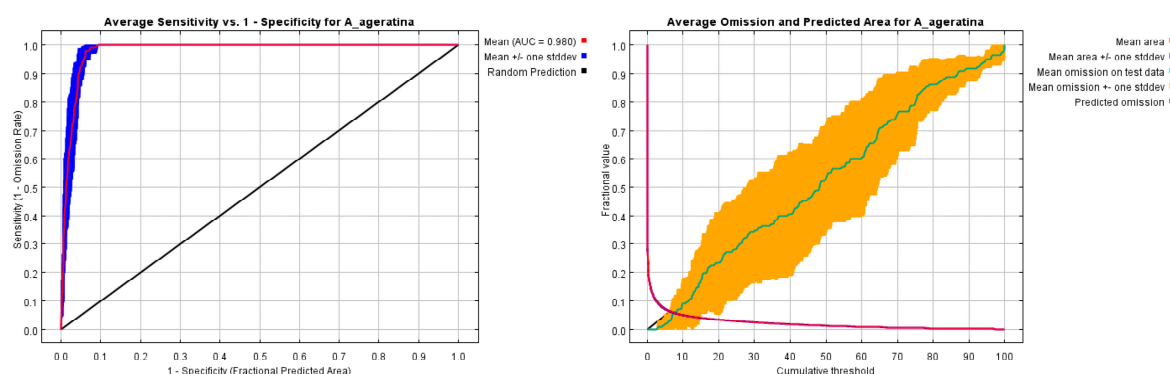 Average Sensitivity vs. 1 - Specificity for A_ageratina
Mean (AUC = 0.980)
Mean +/- one stddev
Random Prediction
Sensitivity (1 - Omission Rate)
1.0
0.9
0.8
0.7
0.6
0.5
0.4
0.3
0.2
0.1
0.0
0.0 0.1 0.2 0.3 0.4 0.5 0.6 0.7 0.8 0.9 1.0
1 - Specificity (Fractional Predicted Area)
Average Omission and Predicted Area for A_ageratina
Mean area
Mean area +/- one stddev
Mean omission on test data
Mean omission +- one stddev
Predicted omission
Fractional value
1.0
0.9
0.8
0.7
0.6
0.5
0.4
0.3
0.2
0.1
0.0
0 10 20 30 40 50 60 70 80 90 100
Cumulative threshold